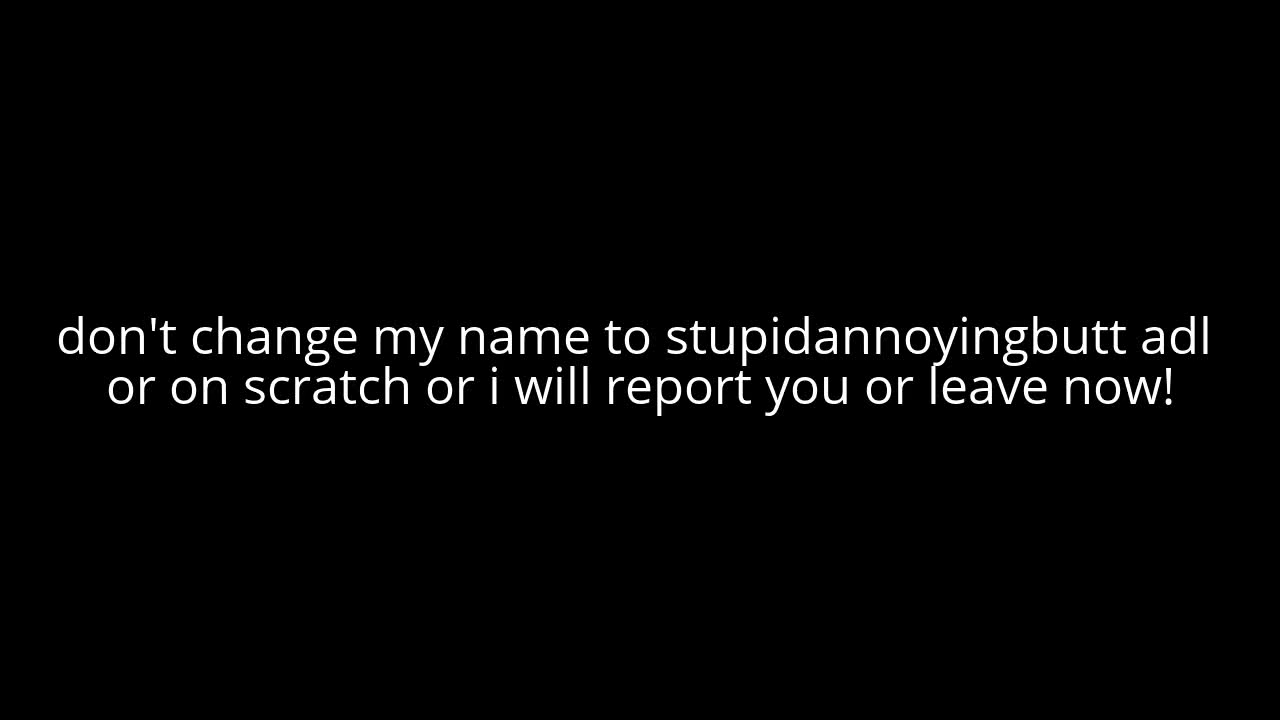 don't change my name to stupidannoyingbutt adl
or on scratch or i will report you or leave now!